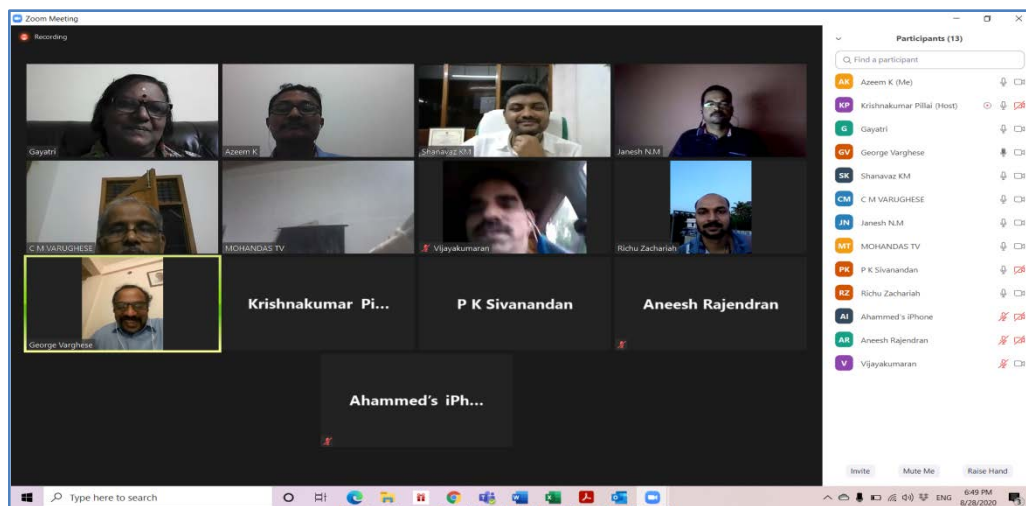 Zoom Meeting
Recording
Participants (13)
Find a participant
Gayatri
Azeem K
Shanavaz KM
Janesh N.M
C M VARUGHESE
MOHANDAS TV
Vijayakumaran
Richu Zachariah
George Varghese
Krishnakumar Pi...
P K Sivanandan
Aneesh Rajendran
Ahammed's iPh...
AK Azeem K (Me)
KP Krishnakumar Pillai (Host)
G Gayatri
GV George Varghese
SK Shanavaz KM
CM C M VARUGHESE
JN Janesh N.M
MT MOHANDAS TV
PK P K Sivanandan
RZ Richu Zachariah
AI Ahammed's iPhone
AR Aneesh Rajendran
V Vijayakumaran
Invite Mute Me Raise Hand
Type here to search
ENG
6:49 PM
8/28/2020